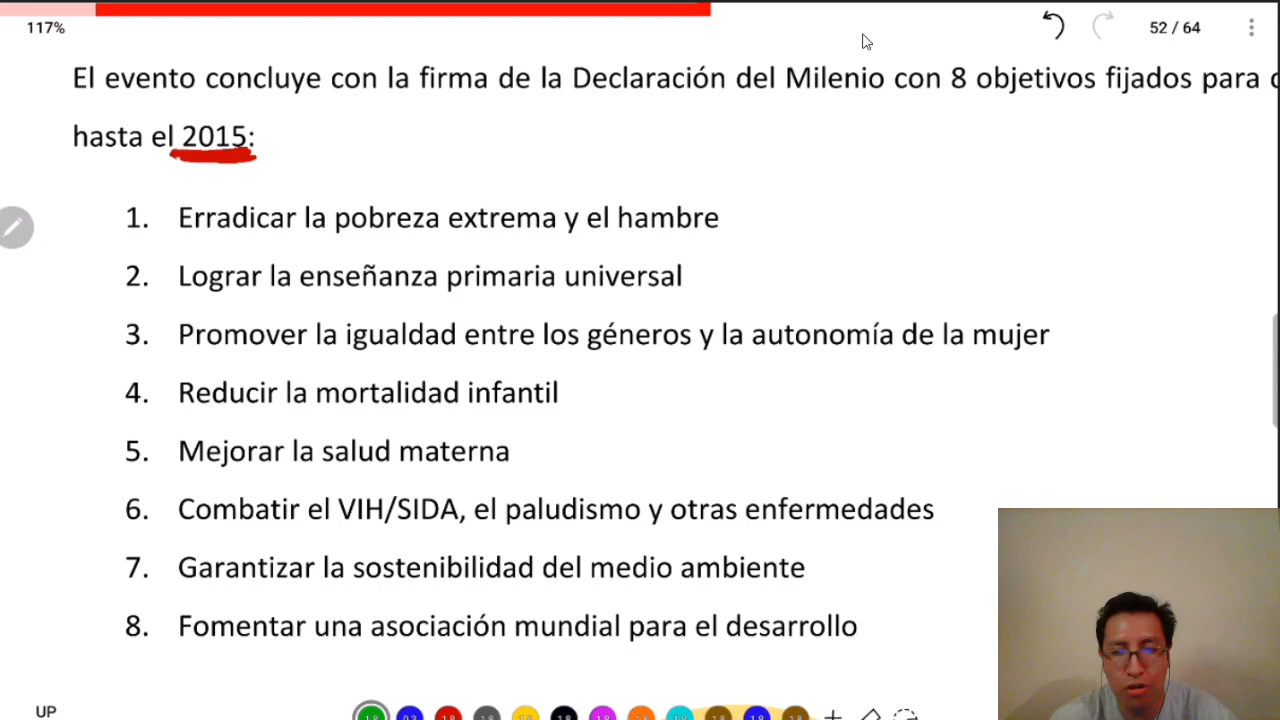 117%
52 / 64
El evento concluye con la firma de la Declaración del Milenio con 8 objetivos fijados para
hasta el 2015:
1. Erradicar la pobreza extrema y el hambre
2. Lograr la enseñanza primaria universal
3. Promover la igualdad entre los géneros y la autonomía de la mujer
4. Reducir la mortalidad infantil
5. Mejorar la salud materna
6. Combatir el VIH/SIDA, el paludismo y otras enfermedades
7. Garantizar la sostenibilidad del medio ambiente
8. Fomentar una asociación mundial para el desarrollo
UP